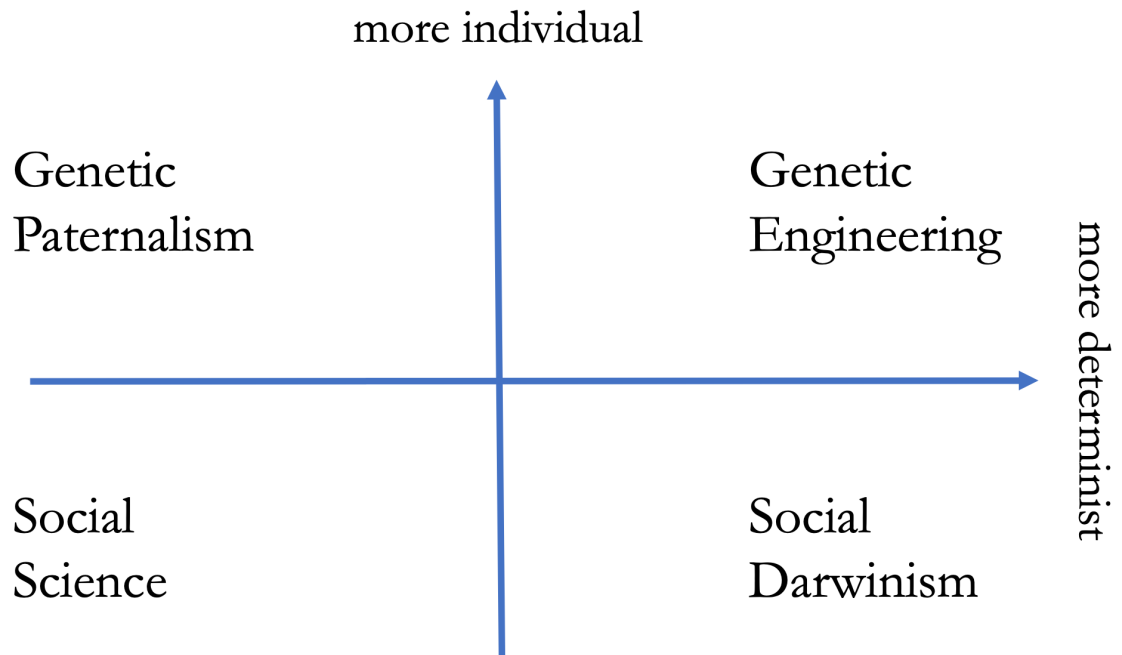 more individual
Genetic
Paternalism
Genetic
Engineering
more determinist
Social
Science
Social
Darwinism